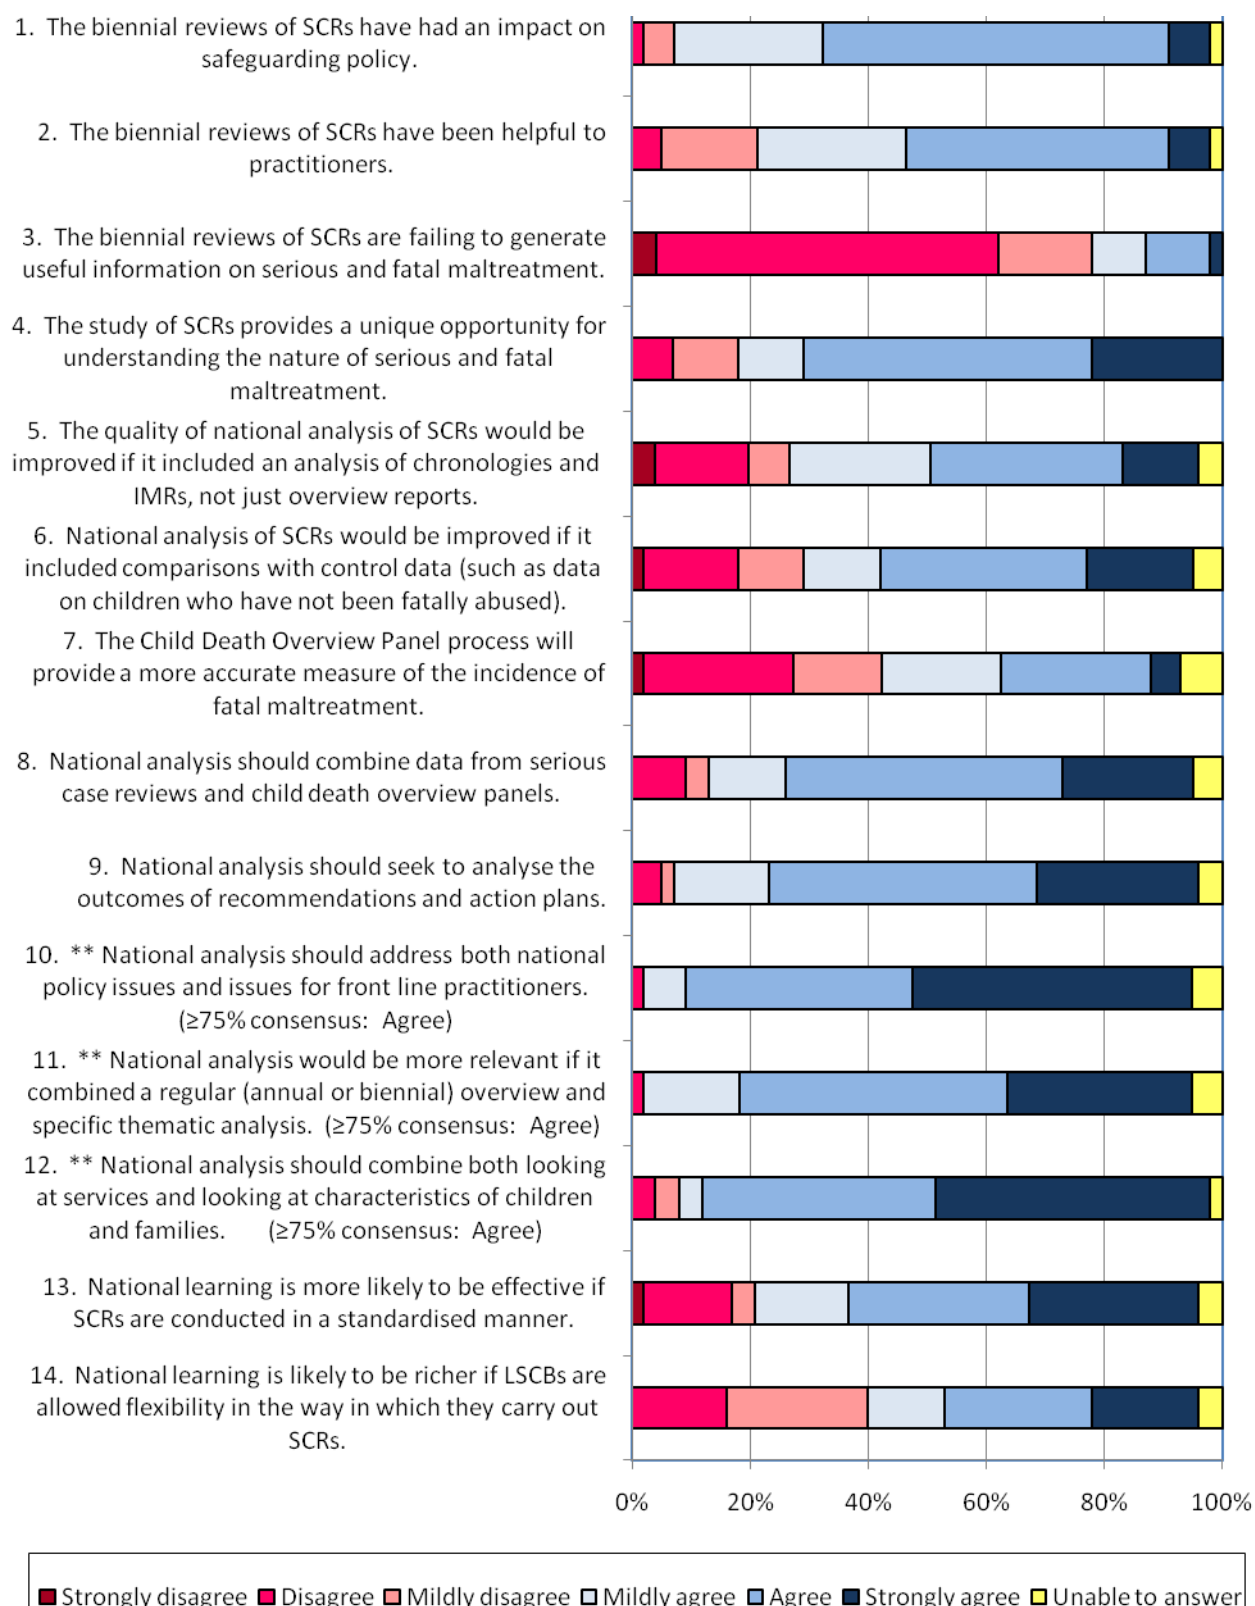 1. The biennial reviews of SCRs have had an impact on
safeguarding policy.
2. The biennial reviews of SCRs have been helpful to
practitioners.
3. The biennial reviews of SCRs are failing to generate
useful information on serious and fatal maltreatment.
4. The study of SCRs provides a unique opportunity for
understanding the nature of serious and fatal
maltreatment.
5. The quality of national analysis of SCRs would be
improved if it included an analysis of chronologies and
IMRs, not just overview reports.
6. National analysis of SCRs would be improved if it
included comparisons with control data (such as data
on children who have not been fatally abused).
7. The Child Death Overview Panel process will
provide a more accurate measure of the incidence of
fatal maltreatment.
8. National analysis should combine data from serious
case reviews and child death overview panels.
9. National analysis should seek to analyse the
outcomes of recommendations and action plans.
10. ** National analysis should address both national
policy issues and issues for front line practitioners.
(≥75% consensus: Agree)
11. ** National analysis would be more relevant if it
combined a regular (annual or biennial) overview and
specific thematic analysis. (≥75% consensus: Agree)
12. ** National analysis should combine both looking
at services and looking at characteristics of children
and families. (≥75% consensus: Agree)
13. National learning is more likely to be effective if
SCRs are conducted in a standardised manner.
14. National learning is likely to be richer if LSCBs are
allowed flexibility in the way in which they carry out
SCRs.
0% 20% 40% 60% 80% 100%
Strongly disagree Disagree Mildly disagree Mildly agree Agree Strongly agree Unable to answer